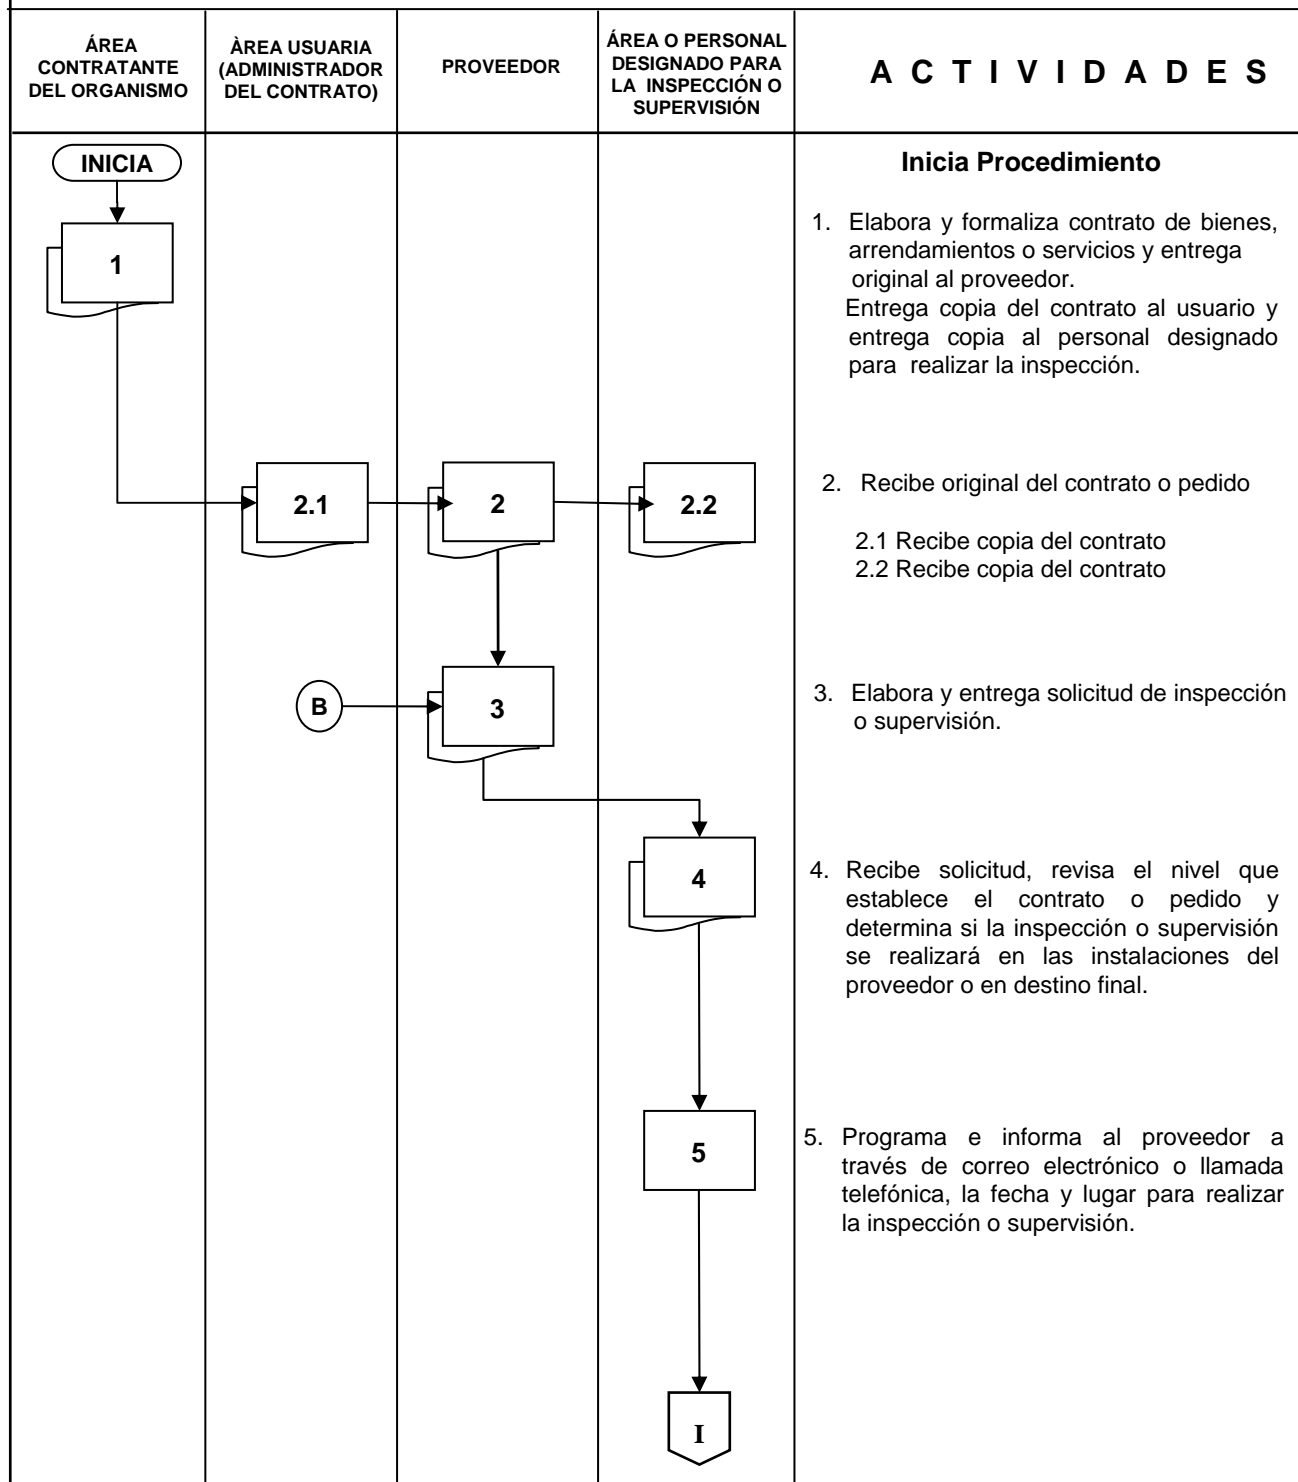 ÁREA
CONTRATANTE
DEL ORGANISMO
ÀREA USUARIA
(ADMINISTRADOR
DEL CONTRATO)
PROVEEDOR
ÁREA O PERSONAL
DESIGNADO PARA
LA INSPECCIÓN O
SUPERVISIÓN
A C T I V I D A D E S
INICIA
Inicia Procedimiento
1
1. Elabora y formaliza contrato de bienes,
arrendamientos o servicios y entrega
original al proveedor.
Entrega copia del contrato al usuario y
entrega copia al personal designado
para realizar la inspección.
2.1
2
2.2
2. Recibe original del contrato o pedido
2.1 Recibe copia del contrato
2.2 Recibe copia del contrato
B
3
3. Elabora y entrega solicitud de inspección
o supervisión.
4
4. Recibe solicitud, revisa el nivel que
establece el contrato o pedido y
determina si la inspección o supervisión
se realizará en las instalaciones del
proveedor o en destino final.
5
5. Programa e informa al proveedor a
través de correo electrónico o llamada
telefónica, la fecha y lugar para realizar
la inspección o supervisión.
I